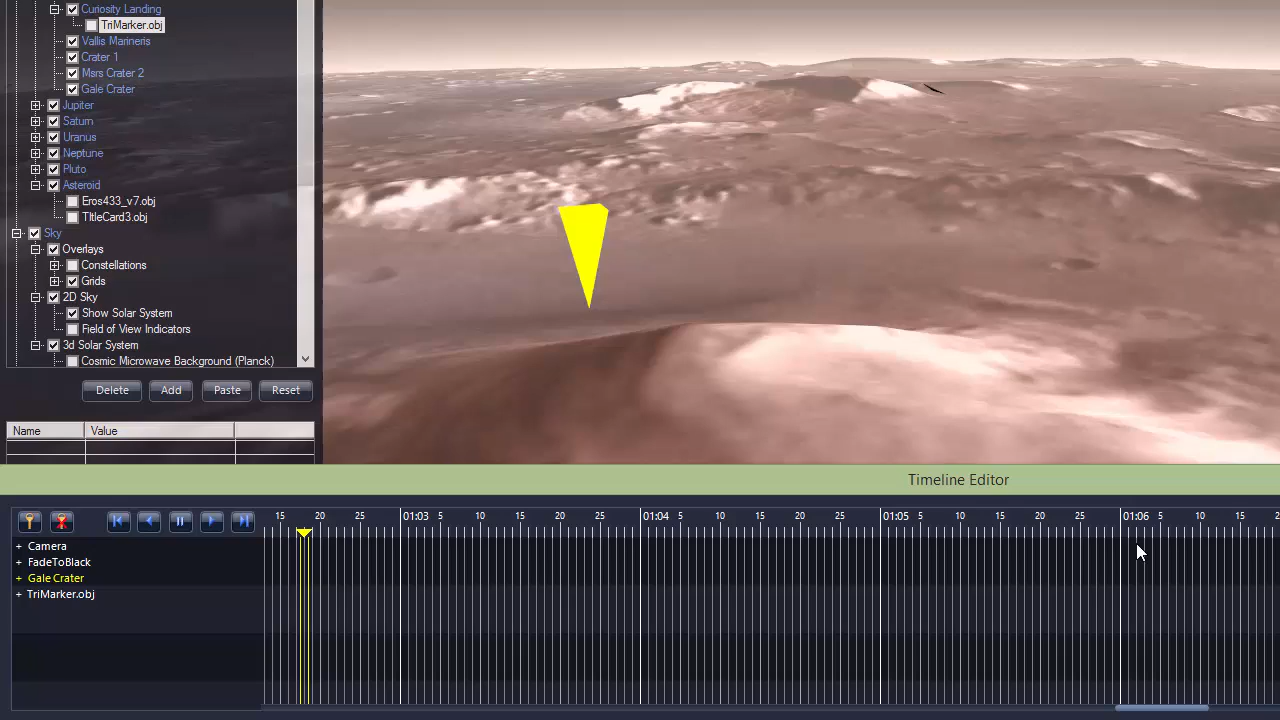 Curiosity Landing
TriMarker.obj
Vallis Marineris
Crater 1
Msrs Crater 2
Gale Crater
Jupiter
Saturn
Uranus
Neptune
Pluto
Asteroid
Eros433_v7.obj
TItleCard3.obj
Sky
Overlays
Constellations
Grids
2D Sky
Show Solar System
Field of View Indicators
3d Solar System
Cosmic Microwave Background (Planck)
Delete Add Paste Reset
Name Value
Timeline Editor
15 20 25 01:03 5 10 15 20 25 01:04 5 10 15 20 25 01:05 5 10 15 20 25 01:06 5 10 15 2
+ Camera
+ FadeToBlack
+ Gale Crater
+ TriMarker.obj